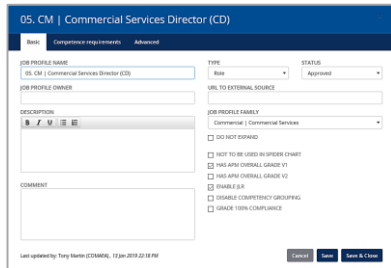 05. CM | Commercial Services Director (CD)
Basic Competence requirements Advanced
JOB PROFILE NAME
05. CM | Commercial Services Director (CD)
TYPE
Role
STATUS
Approved
JOB PROFILE OWNER
URL TO EXTERNAL SOURCE
DESCRIPTION
B I U
JOB PROFILE FAMILY
Commercial | Commercial Services
DO NOT EXPAND
NOT TO BE USED IN SPIDER CHART
HAS APM OVERALL GRADE V1
HAS APM OVERALL GRADE V2
ENABLE JLR
DISABLE COMPETENCY GROUPING
GRADE 100% COMPLIANCE
COMMENT
Last updated by: Tony Martin (COMAEA), 13 Jan 2019 22:18 PM
Cancel Save Save & Close